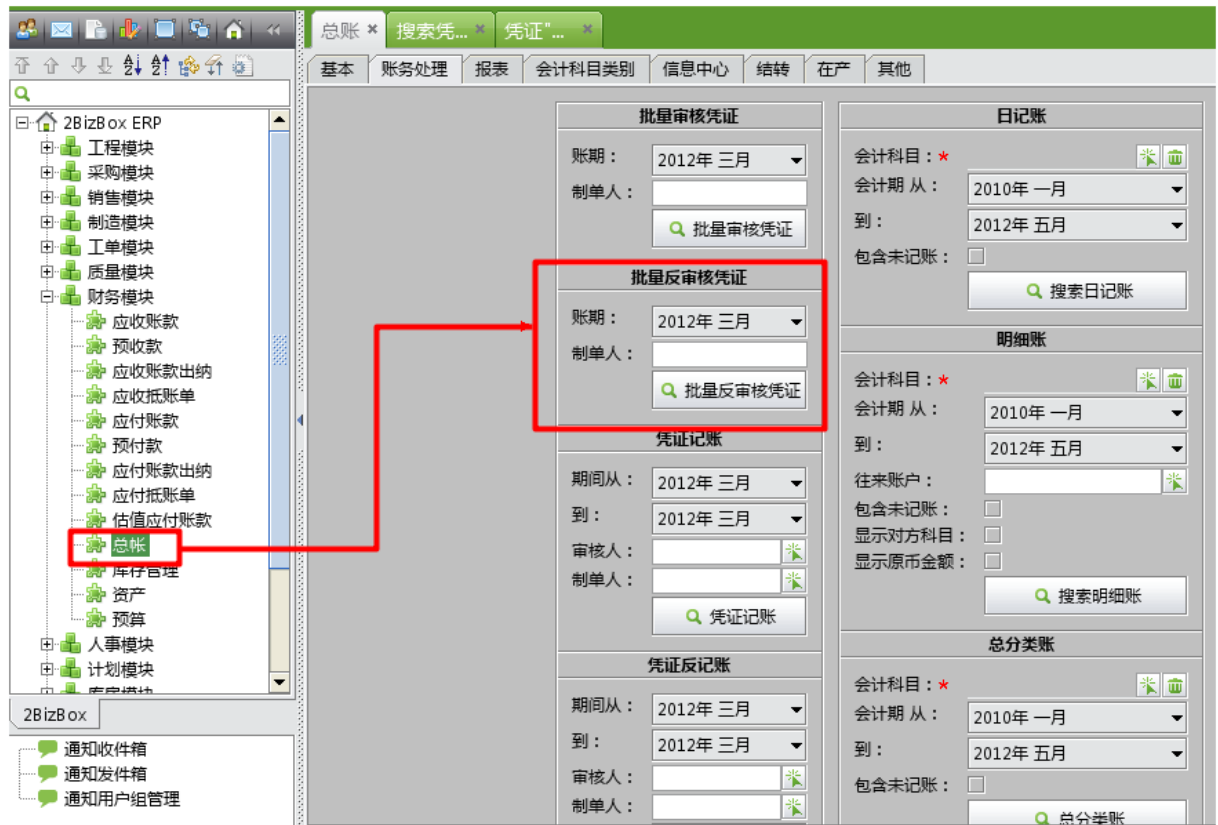 总账 × 搜索凭... × 凭证"... ×
基本 账务处理 报表 会计科目类别 信息中心 结转 在产 其他
2BizBox ERP
工程模块
采购模块
销售模块
制造模块
工单模块
质量模块
财务模块
应收账款
预收款
应收账款出纳
应收抵账单
应付账款
预付款
应付账款出纳
应付抵账单
估值应付账款
总帐
库存管理
资产
预算
人事模块
计划模块
库房模块
2BizBox
通知收件箱
通知发件箱
通知用户组管理
批量审核凭证
账期：
2012年 三月
制单人：
批量审核凭证
批量反审核凭证
账期：
2012年 三月
制单人：
批量反审核凭证
凭证记账
期间从：
2012年 三月
到：
2012年 三月
审核人：
制单人：
凭证记账
凭证反记账
期间从：
2012年 三月
到：
2012年 三月
审核人：
制单人：
日记账
会计科目：*
会计期 从：
2010年 一月
到：
2012年 五月
包含未记账：
搜索日记账
明细账
会计科目：*
会计期 从：
2010年 一月
到：
2012年 五月
往来账户：
包含未记账：
显示对方科目：
显示原币金额：
搜索明细账
总分类账
会计科目：*
会计期 从：
2010年 一月
到：
2012年 五月
包含未记账：
总分类账